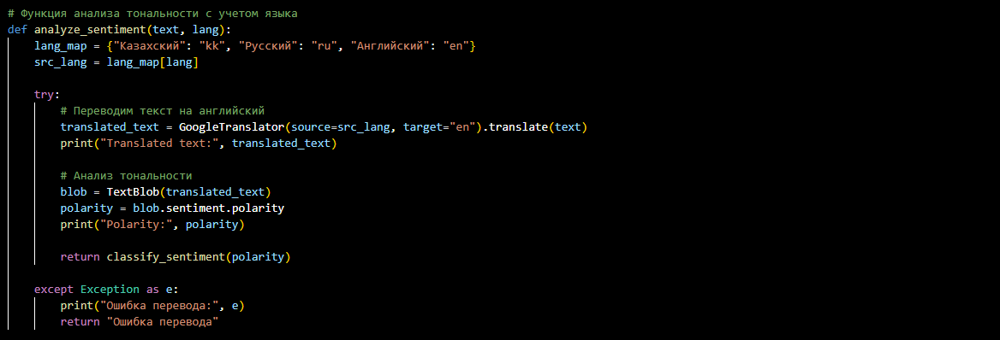 # Функция анализа тональности с учетом языка
def analyze_sentiment(text, lang):
    lang_map = {"Казахский": "kk", "Русский": "ru", "Английский": "en"}
    src_lang = lang_map[lang]

    try:
        # Переводим текст на английский
        translated_text = GoogleTranslator(source=src_lang, target="en").translate(text)
        print("Translated text:", translated_text)

        # Анализ тональности
        blob = TextBlob(translated_text)
        polarity = blob.sentiment.polarity
        print("Polarity:", polarity)

        return classify_sentiment(polarity)

    except Exception as e:
        print("Ошибка перевода:", e)
        return "Ошибка перевода"